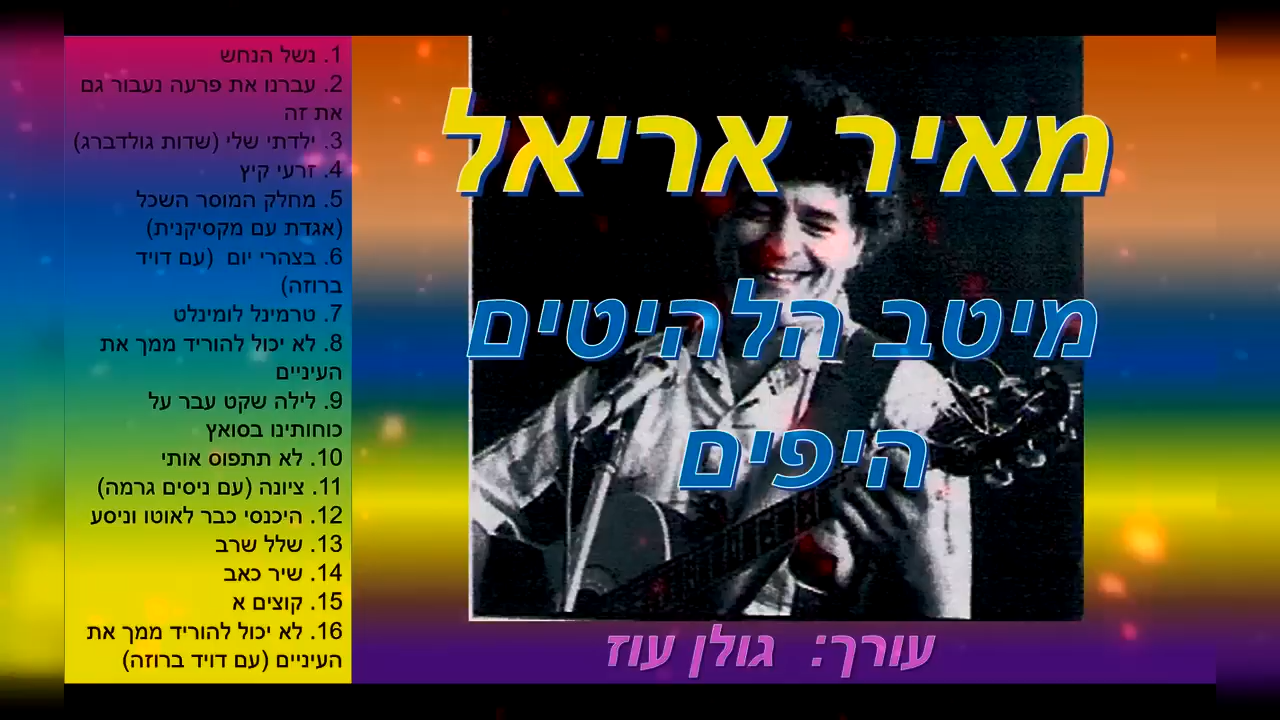 מאיר אריאל
מיטב הלהיטים
היפים
עורך: גולן עוז
1. נשל הנחש
2. עברנו את פרעה נעבור גם
את זה
3. ילדתי שלי (שדות גולדברג)
4. זרעי קיץ
5. מחלק המוסר השכל
(אגדת עם מקסיקנית)
6. בצהרי יום (עם דויד
ברוזה)
7. טרמינל לומינלט
8. לא יכול להוריד ממך את
העיניים
9. לילה שקט עבר על
כוחותינו בסואץ
10. לא תתפוס אותי
11. ציונה (עם ניסים גרמה)
12. היכנסי כבר לאוטו וניסע
13. שלל שרב
14. שיר כאב
15. קוצים א
16. לא יכול להוריד ממך את
העיניים (עם דויד ברוזה)